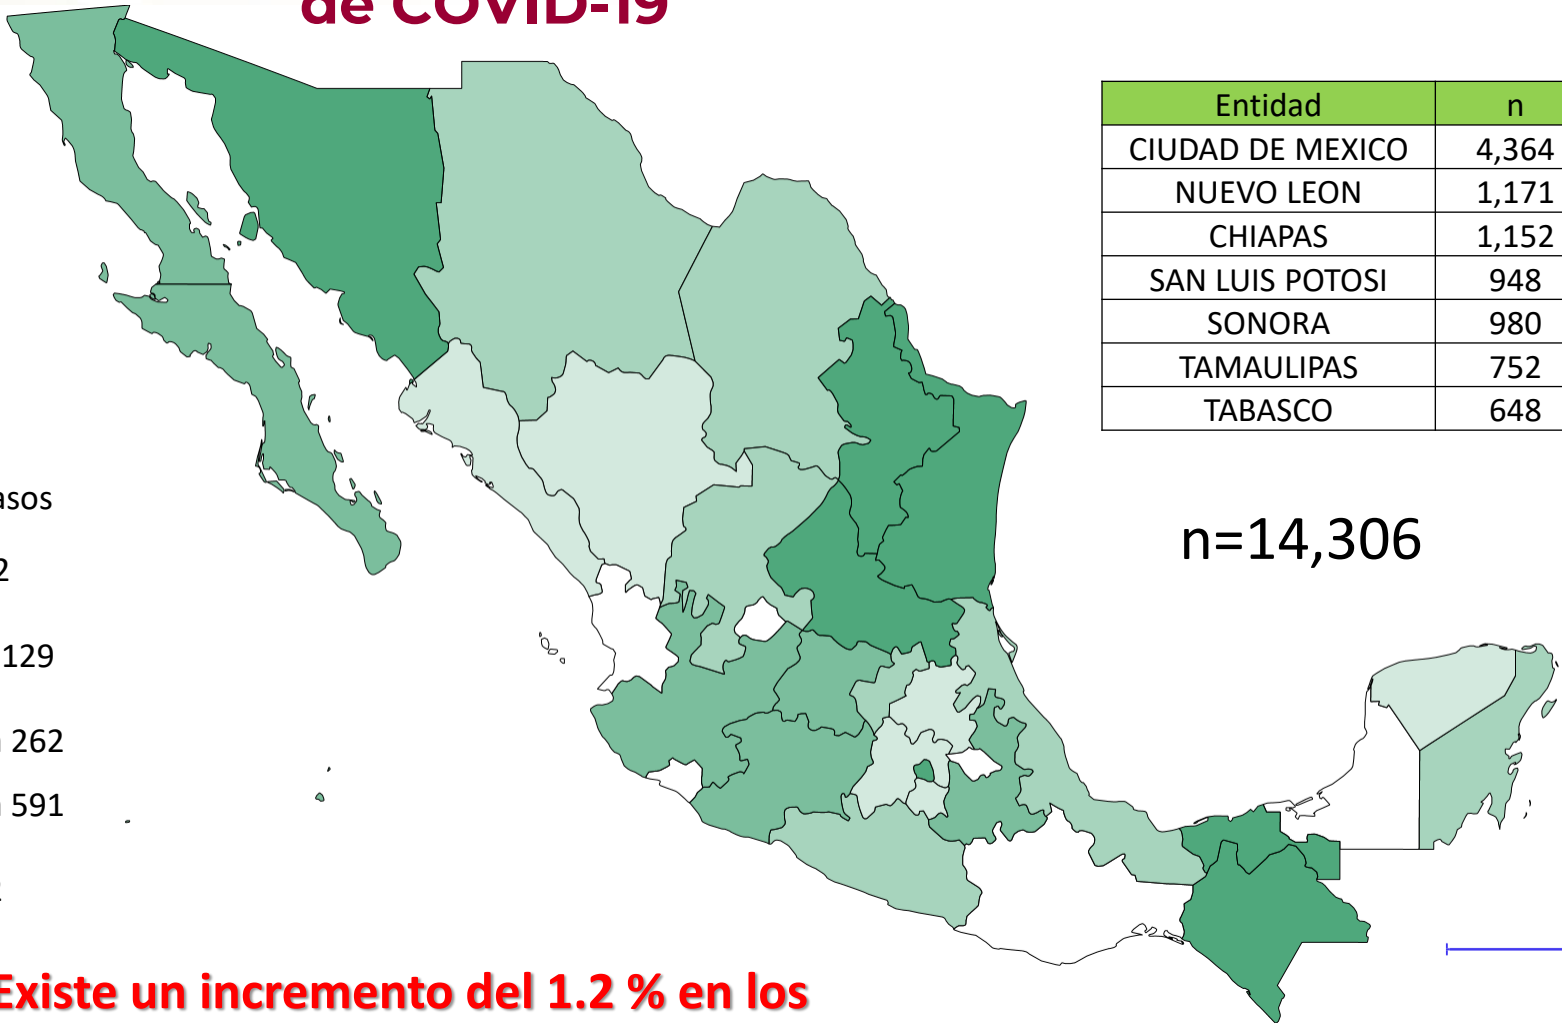 de COVID-19
Entidad n
CIUDAD DE MEXICO 4,364
NUEVO LEON 1,171
CHIAPAS 1,152
SAN LUIS POTOSI 948
SONORA 980
TAMAULIPAS 752
TABASCO 648
n=14,306
asos
2
129
262
591
Existe un incremento del 1.2 % en los